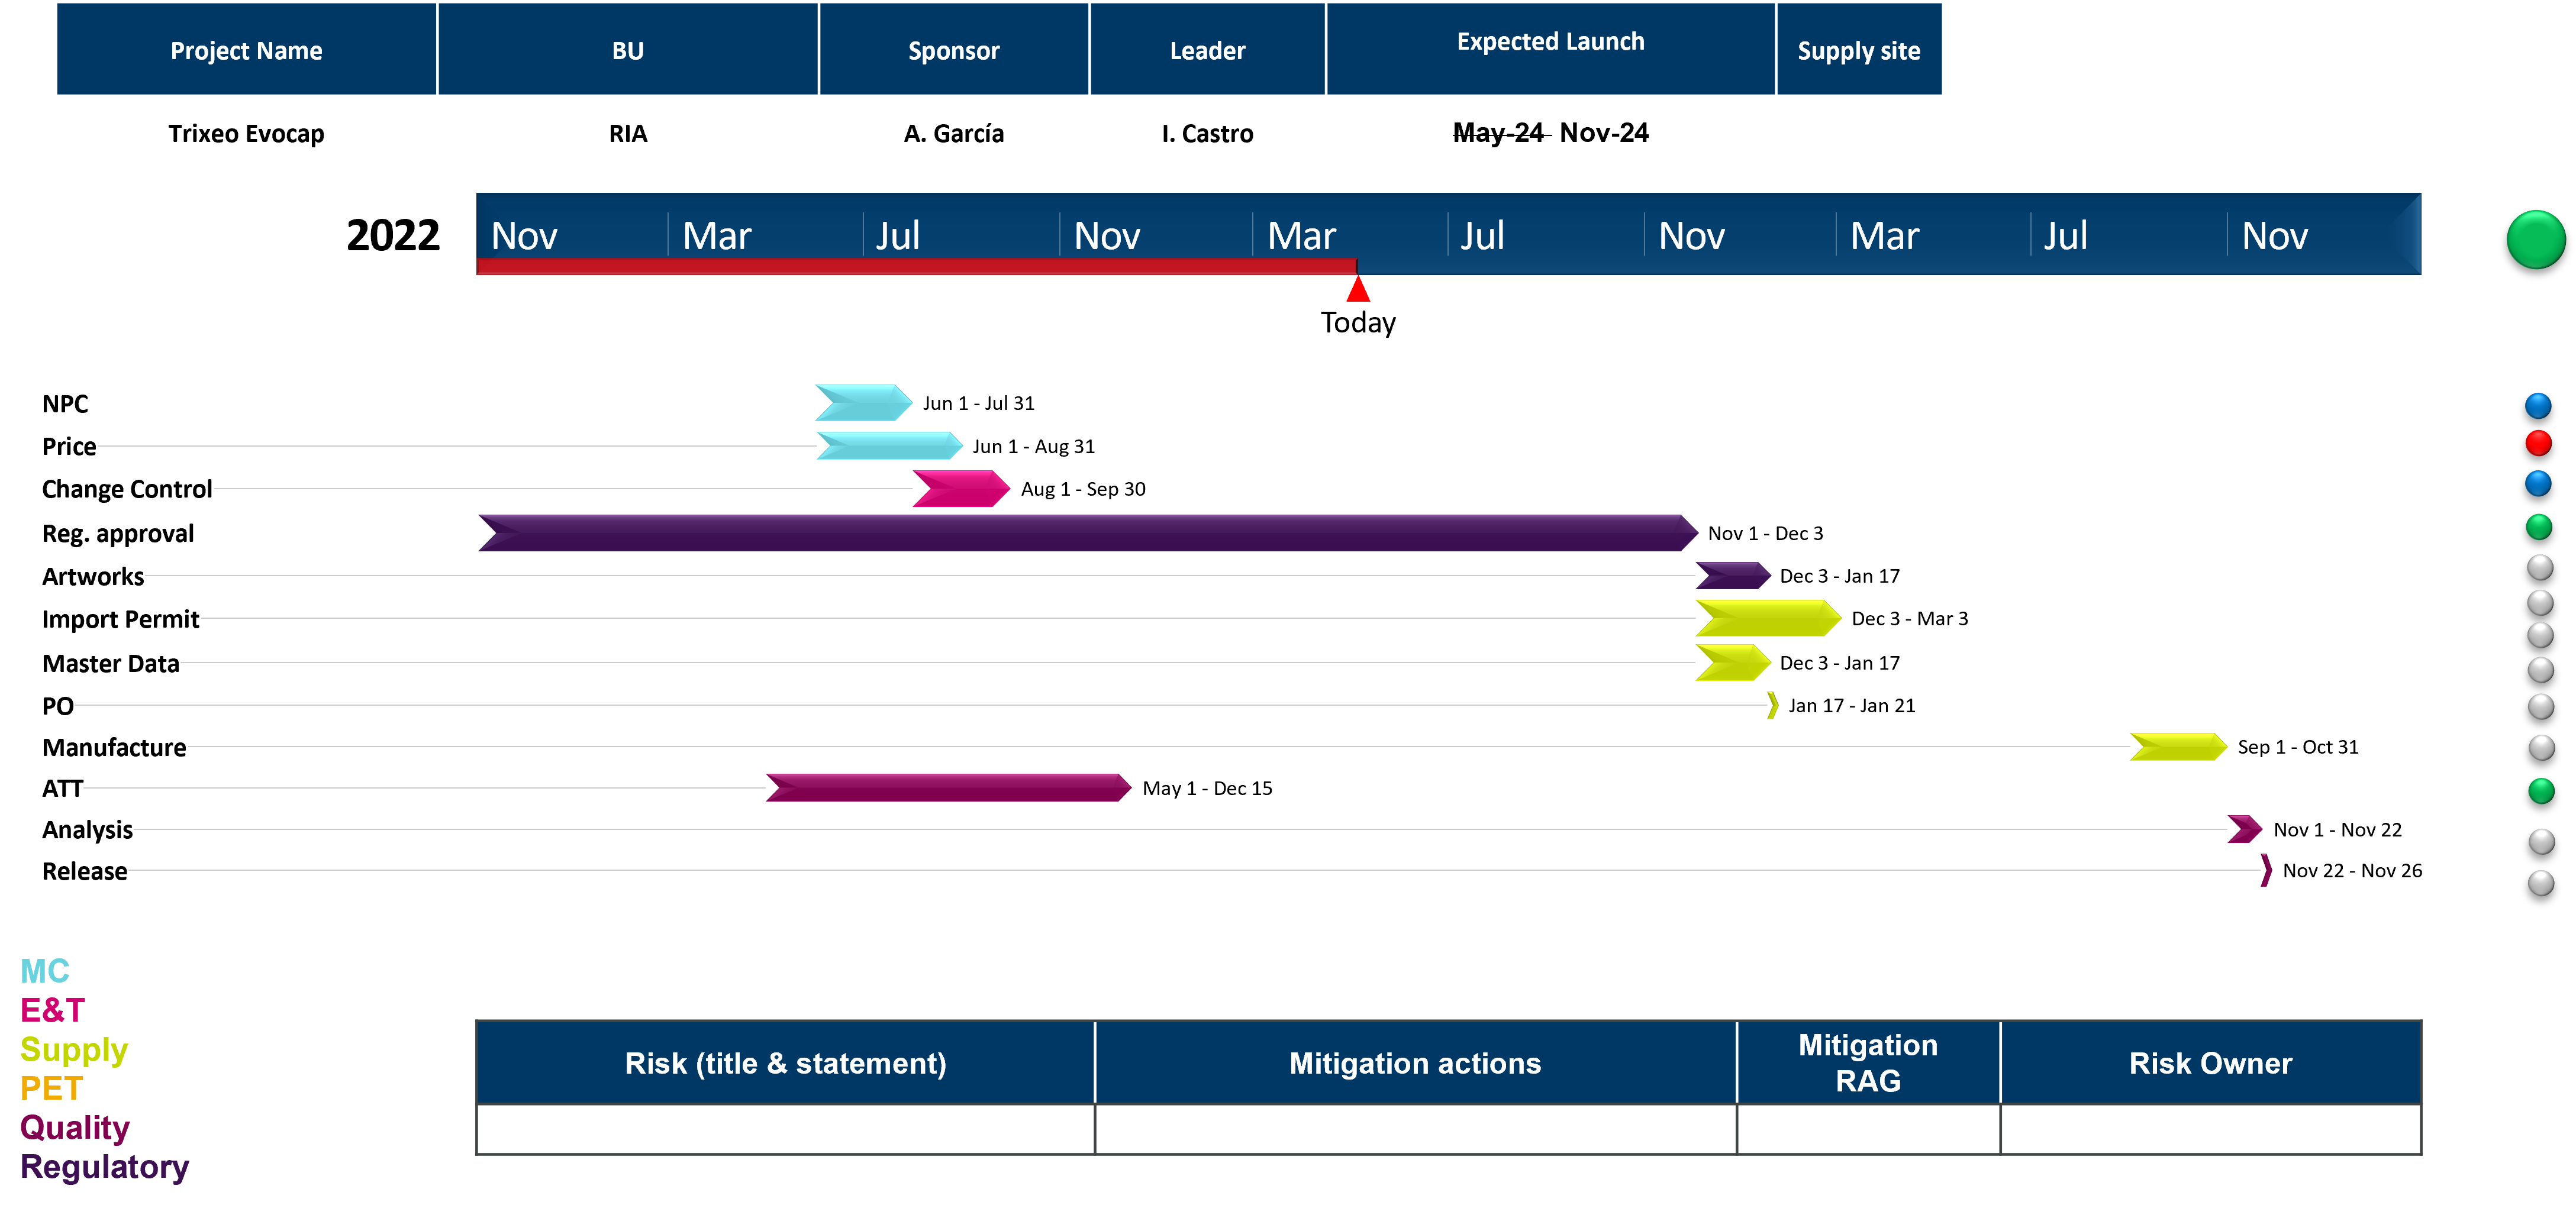 Project Name BU Sponsor Leader Expected Launch Supply site
Trixeo Evocap RIA A. García I. Castro May-24 Nov-24
2022 Nov Mar Jul Nov Mar Jul Nov Mar Jul Nov
Today
NPC Jun 1 - Jul 31
Price Jun 1 - Aug 31
Change Control Aug 1 - Sep 30
Reg. approval Nov 1 - Dec 3
Artworks Dec 3 - Jan 17
Import Permit Dec 3 - Mar 3
Master Data Dec 3 - Jan 17
PO Jan 17 - Jan 21
Manufacture Sep 1 - Oct 31
ATT May 1 - Dec 15
Analysis Nov 1 - Nov 22
Release Nov 22 - Nov 26
MC
E&T
Supply
PET
Quality
Regulatory
Risk (title & statement) Mitigation actions Mitigation RAG Risk Owner